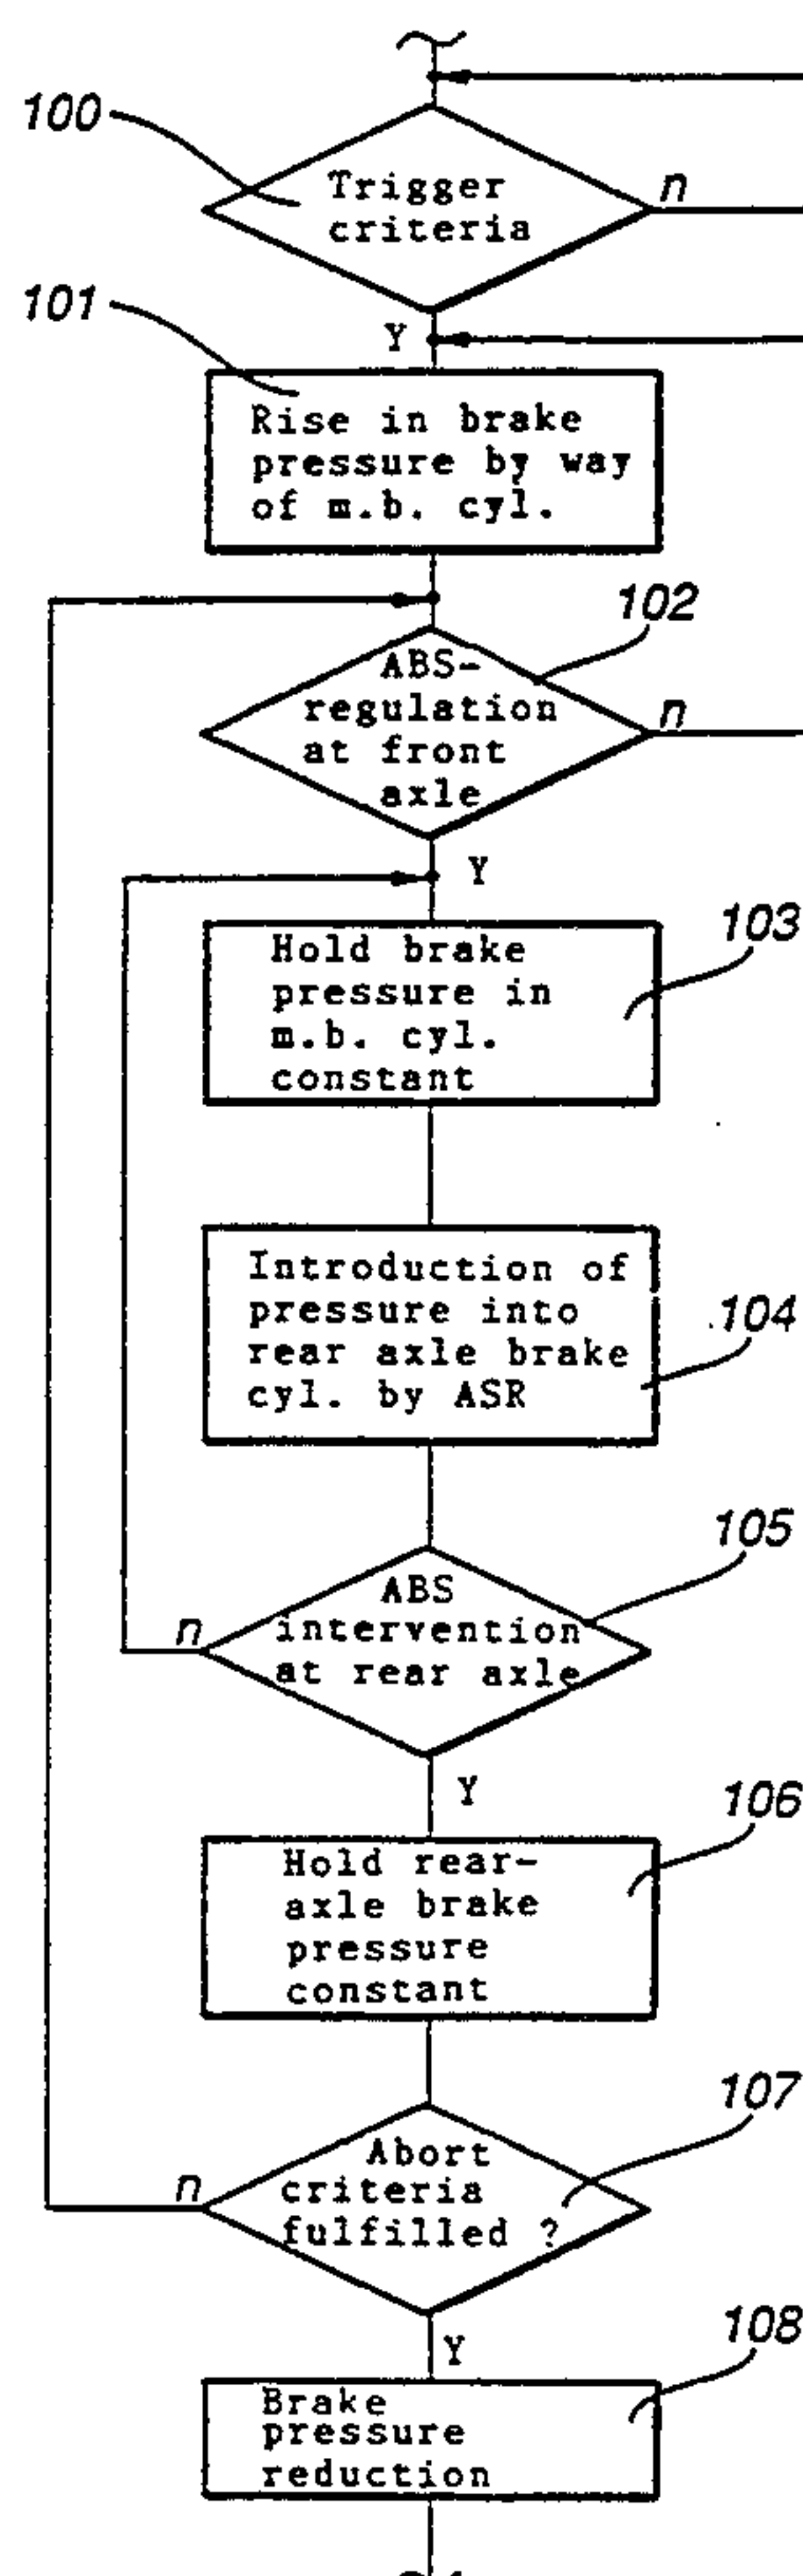 100
Trigger
criteria
n
101
Y
Rise in brake
pressure by way
of m.b. cyl.
102
ABS-
regulation
at front
axle
n
Y
103
Hold brake
pressure in
m.b. cyl.
constant
104
Introduction of
pressure into
rear axle brake
cyl. by ASR
105
ABS
intervention
at rear axle
n
Y
106
Hold rear-
axle brake
pressure
constant
107
Abort
criteria
fulfilled ?
n
Y
108
Brake
pressure
reduction